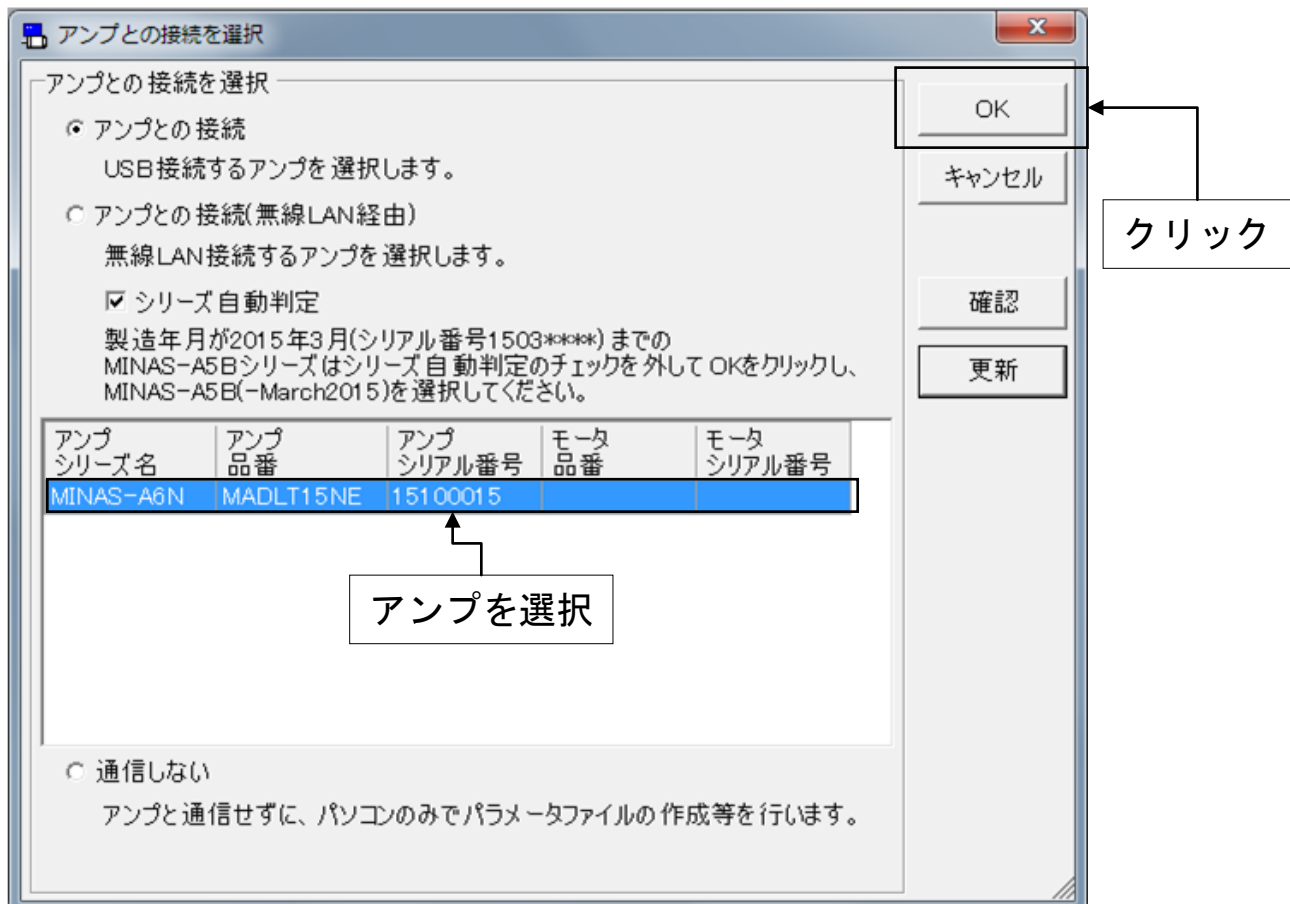 アンプとの接続を選択
x
アンプとの接続を選択
アンプとの接続
USB接続するアンプを選択します。
アンプとの接続(無線LAN経由)
無線LAN接続するアンプを選択します。
シリーズ自動判定
製造年月が2015年3月(シリアル番号1503****)までの
MINAS-A5Bシリーズはシリーズ自動判定のチェックを外してOKをクリックし、
MINAS-A5B(-March2015)を選択してください。
アンプ シリーズ名 アンプ 品番 アンプ シリアル番号 モータ 品番 モータ シリアル番号
MINAS-A6N MADLT15NE 15100015
アンプを選択
通信しない
アンプと通信せずに、パソコンのみでパラメータファイルの作成等を行います。
OK
キャンセル
クリック
確認
更新